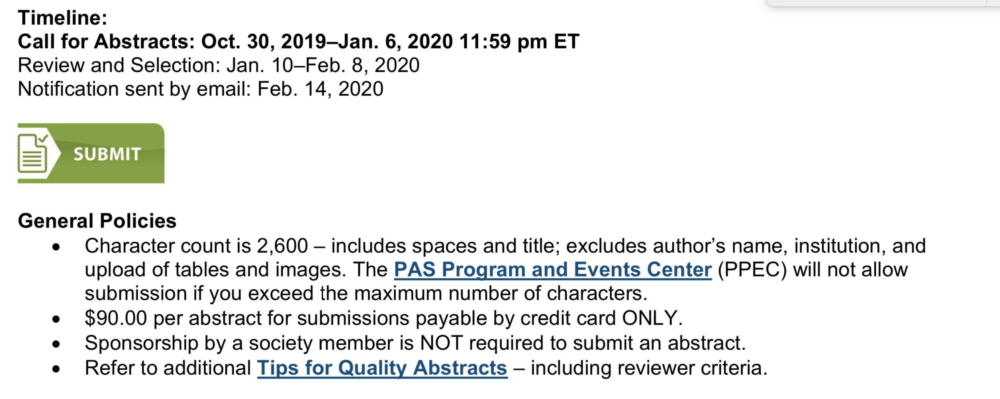 Timeline:
Call for Abstracts: Oct. 30, 2019–Jan. 6, 2020 11:59 pm ET
Review and Selection: Jan. 10–Feb. 8, 2020
Notification sent by email: Feb. 14, 2020
SUBMIT
General Policies
• Character count is 2,600 – includes spaces and title; excludes author’s name, institution, and
upload of tables and images. The PAS Program and Events Center (PPEC) will not allow
submission if you exceed the maximum number of characters.
• $90.00 per abstract for submissions payable by credit card ONLY.
• Sponsorship by a society member is NOT required to submit an abstract.
• Refer to additional Tips for Quality Abstracts – including reviewer criteria.